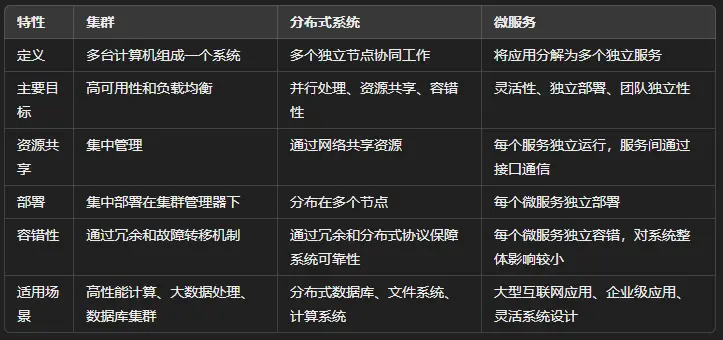 特性 集群 分布式系统 微服务
定义 多台计算机组成一个系统 多个独立节点协同工作 将应用分解为多个独立服务
主要目 高可用性和负载均衡 并行处理、资源共享、容错 灵活性、独立部署、团队独立性
标 性
资源共 集中管理 通过网络共享资源 每个服务独立运行，服务间通过
享 接口通信
部署 集中部署在集群管理器下 分布在多个节点 每个微服务独立部署
容错性 通过冗余和故障转移机制 通过冗余和分布式协议保障 每个微服务独立容错，对系统整
系统可靠性 体影响较小
适用场 高性能计算、大数据处理、 分布式数据库、文件系统、 大型互联网应用、企业级应用、
景 数据库集群 计算系统 灵活系统设计